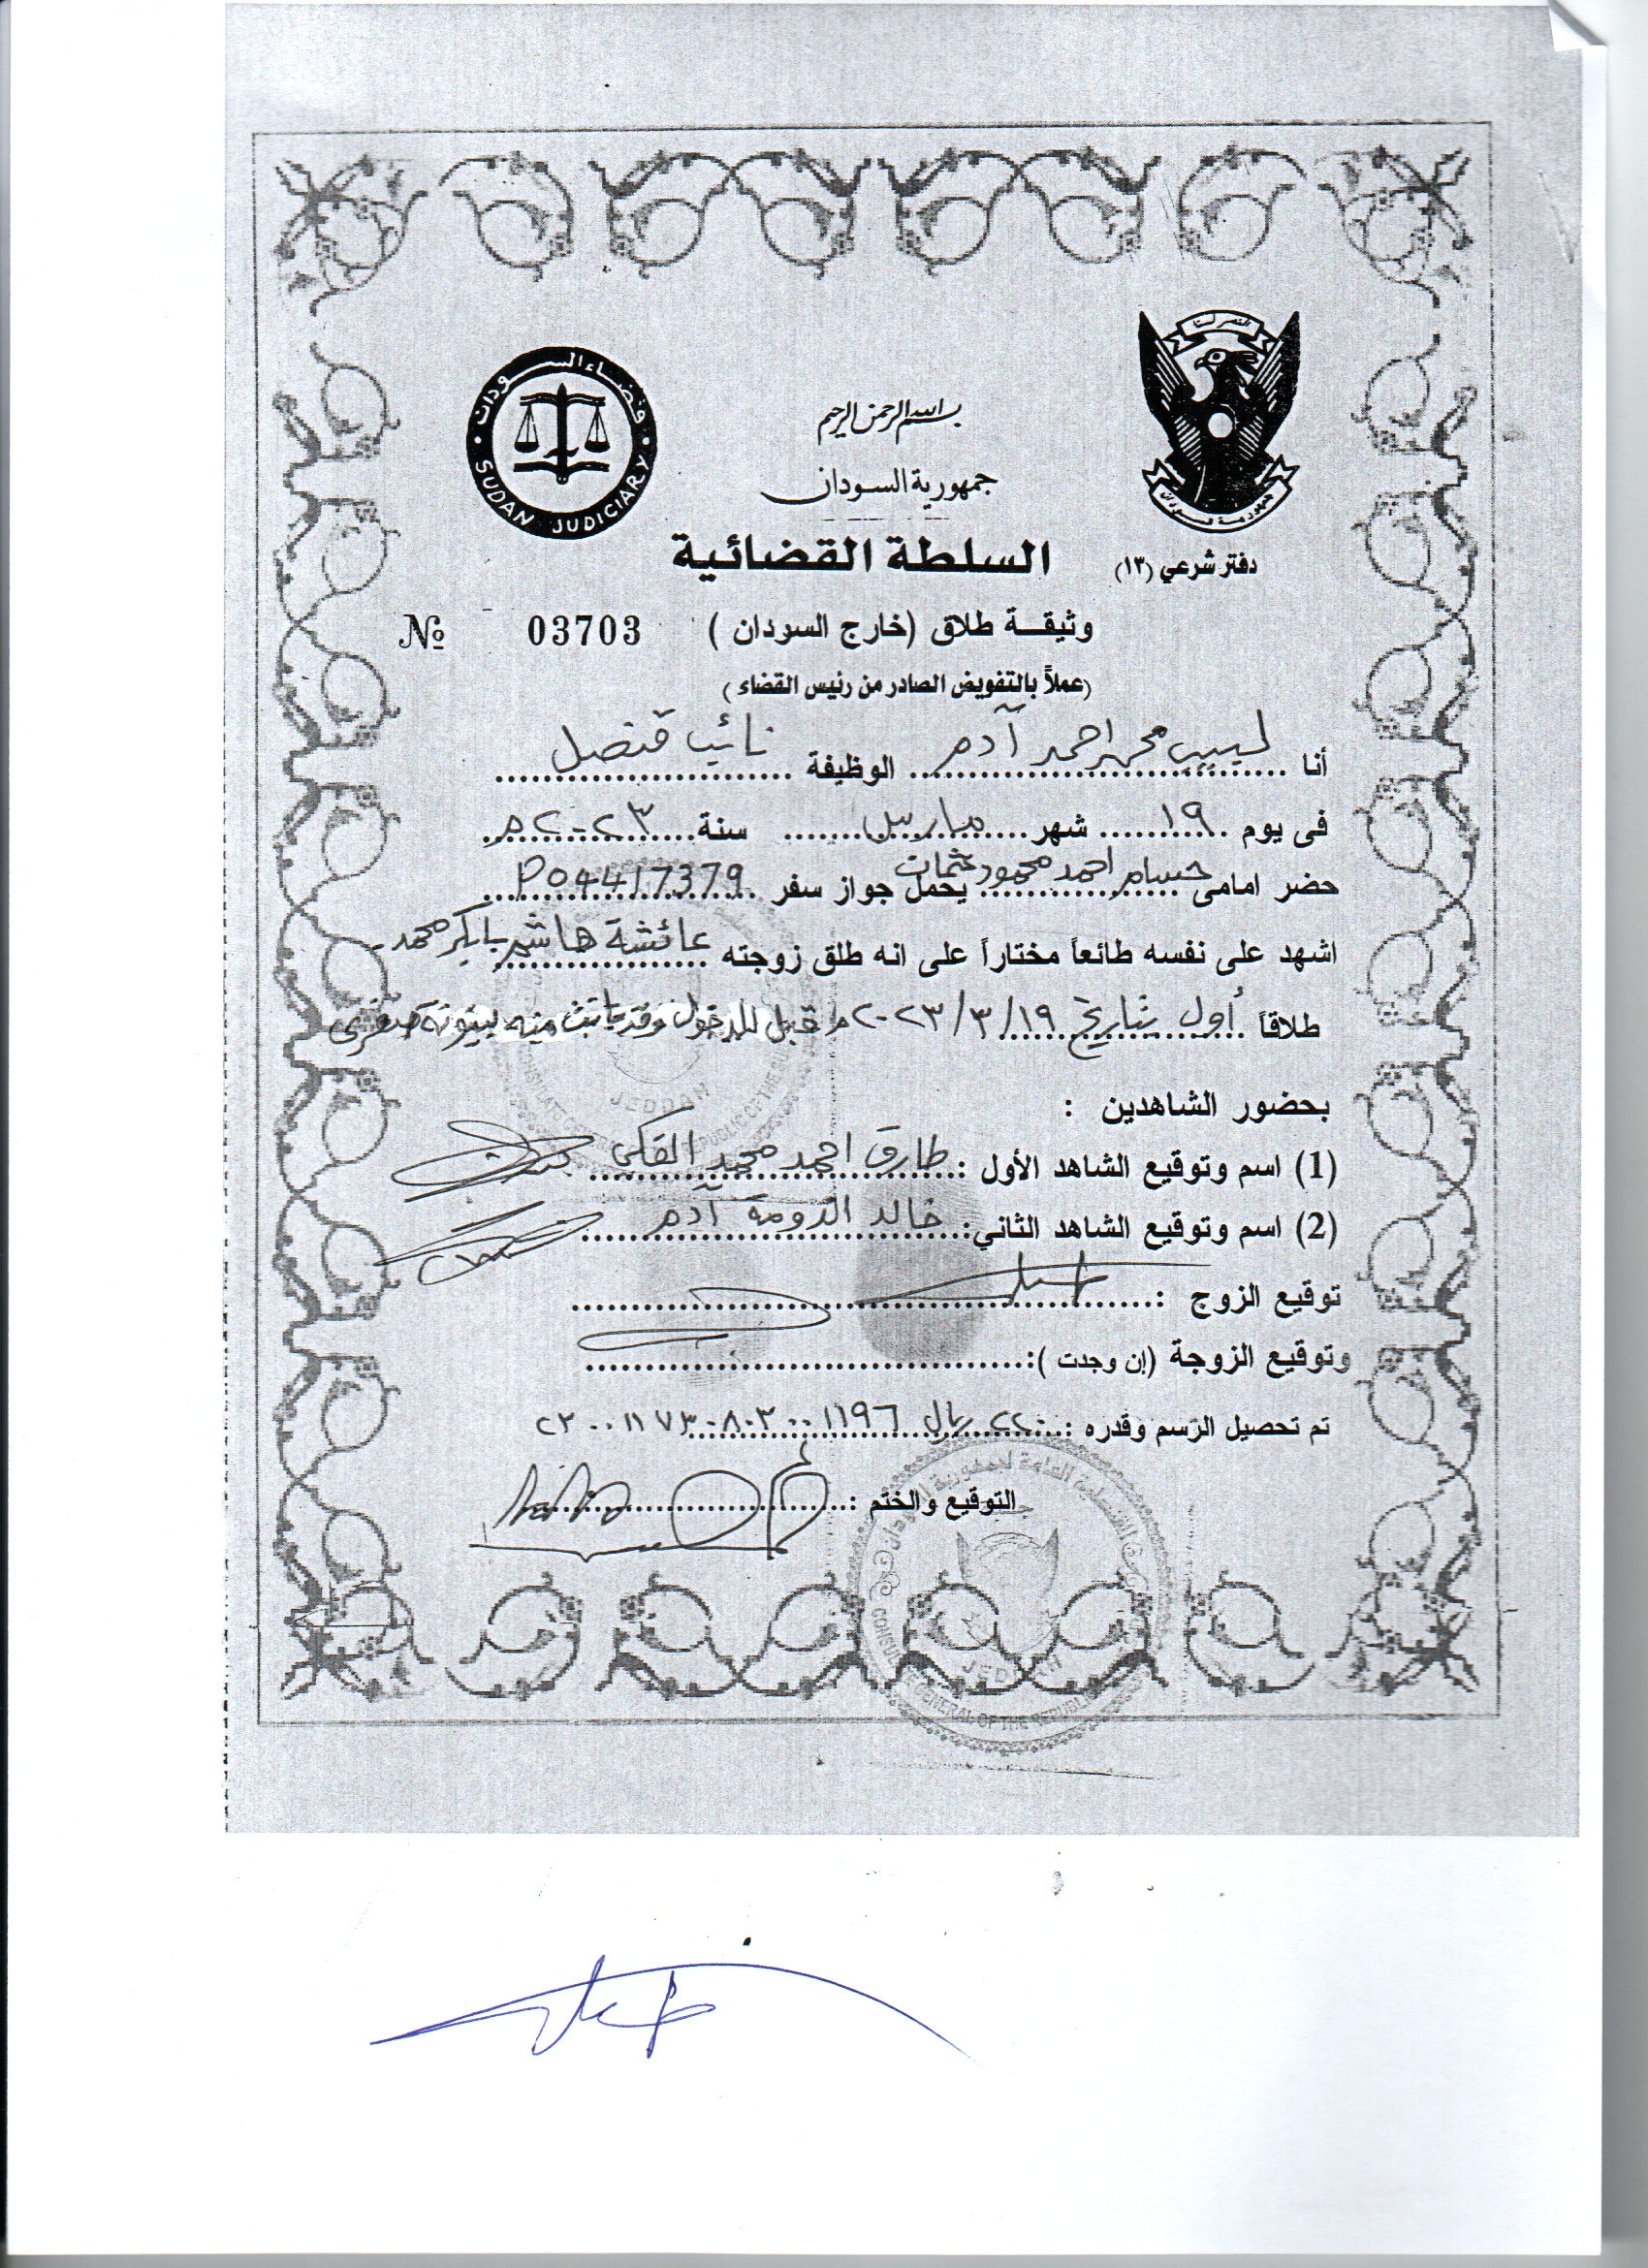 النصر لنا
جمهورية السودان
قضاء السودان
SUDAN JUDICIARY
بسم الله الرحمن الرحيم
جمهورية السودان
السلطة القضائية
دفتر شرعي (١٣)
وثيقة طلاق (خارج السودان ) 03703 №
(عملاً بالتفويض الصادر من رئيس القضاء )
أنا لبيب محمد احمد آدم الوظيفة نائب قنصل
فى يوم ١٩ شهر مارس سنة ٢٠٢٣م
حضر امامى حسام احمد محمود عثمان يحمل جواز سفر P04417379
اشهد على نفسه طائعاً مختاراً على انه طلق زوجته عائشة هاشم بابكر محمد
طلاقاً أول بتاريخ ١٩/٣/٢٠٢٣م قبل الدخول وقد بانت منه بينونة صغرى
بحضور الشاهدين :
(1) اسم وتوقيع الشاهد الأول : طارق احمد محمد الفكي
(2) اسم وتوقيع الشاهد الثاني: خالد الدومة آدم
توقيع الزوج :
وتوقيع الزوجة (إن وجدت ):
تم تحصيل الرسم وقدره : ٢٢٠ ريال
التوقيع والختم :
القنصلية العامة لجمهورية السودان
CONSULATE GENERAL OF THE REPUBLIC
JEDDAH